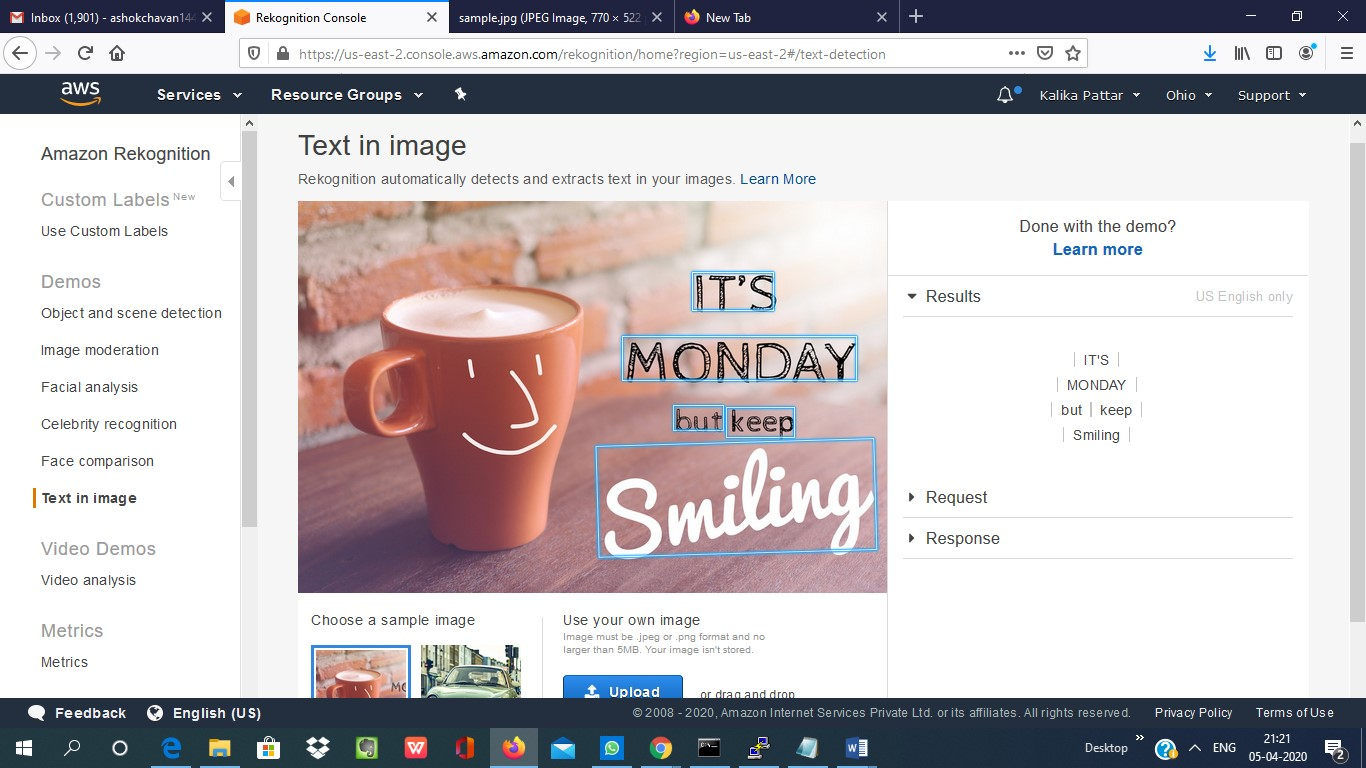 Inbox (1,901) - ashokchavan144
Rekognition Console
sample.jpg (JPEG Image, 770 × 522
New Tab
https://us-east-2.console.aws.amazon.com/rekognition/home?region=us-east-2#/text-detection
aws
Services
Resource Groups
Kalika Pattar
Ohio
Support
Amazon Rekognition
Custom Labels New
Use Custom Labels
Demos
Object and scene detection
Image moderation
Facial analysis
Celebrity recognition
Face comparison
Text in image
Video Demos
Video analysis
Metrics
Metrics
Text in image
Rekognition automatically detects and extracts text in your images. Learn More
IT'S
MONDAY
but keep
Smiling
Choose a sample image
MO
Use your own image
Image must be .jpeg or .png format and no
larger than 5MB. Your image isn't stored.
Upload
or drag and drop
Done with the demo?
Learn more
Results
US English only
| IT'S |
| MONDAY |
| but | keep |
| Smiling |
Request
Response
Feedback
English (US)
© 2008 - 2020, Amazon Internet Services Private Ltd. or its affiliates. All rights reserved.
Privacy Policy
Terms of Use
Desktop
ENG
21:21
05-04-2020
2